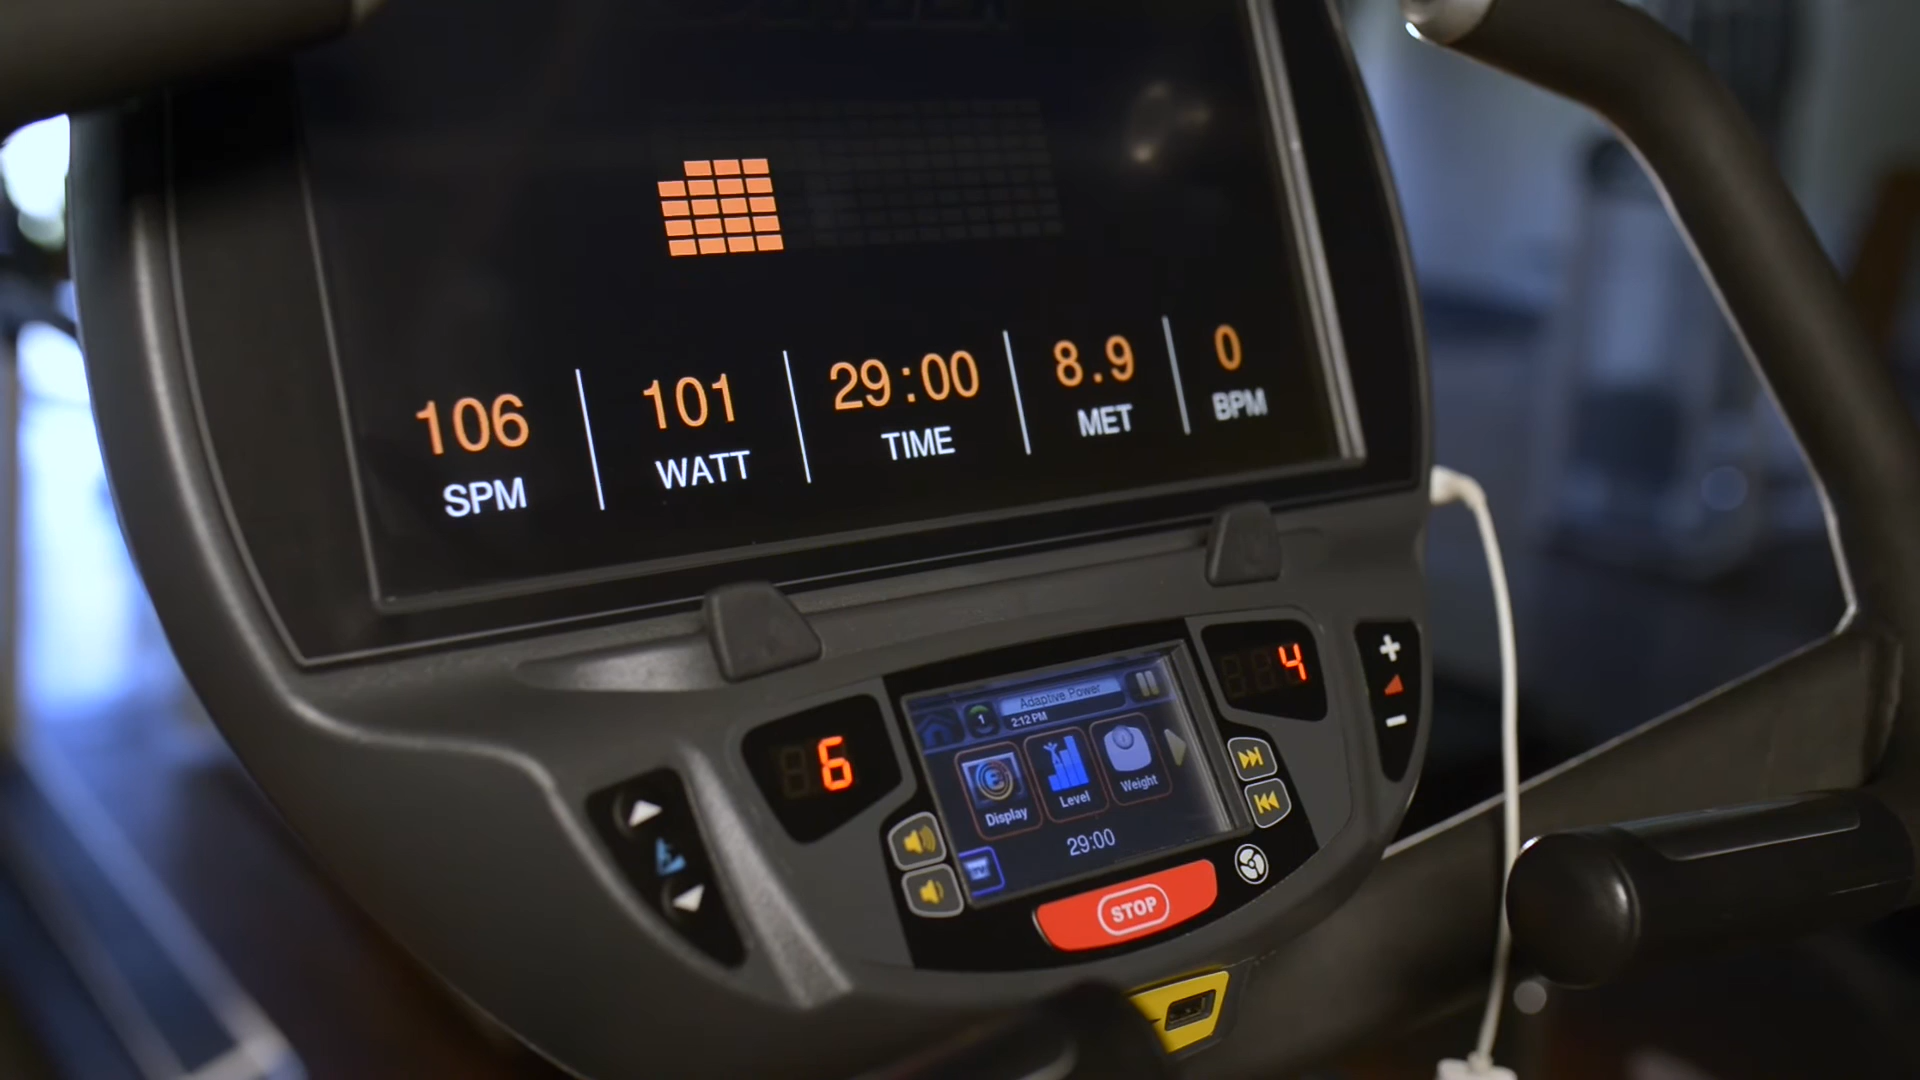 106
SPM
101
WATT
29:00
TIME
8.9
MET
0
BPM
6
4
Adaptive Power
1
2:12 PM
Display
Level
Weight
29:00
STOP